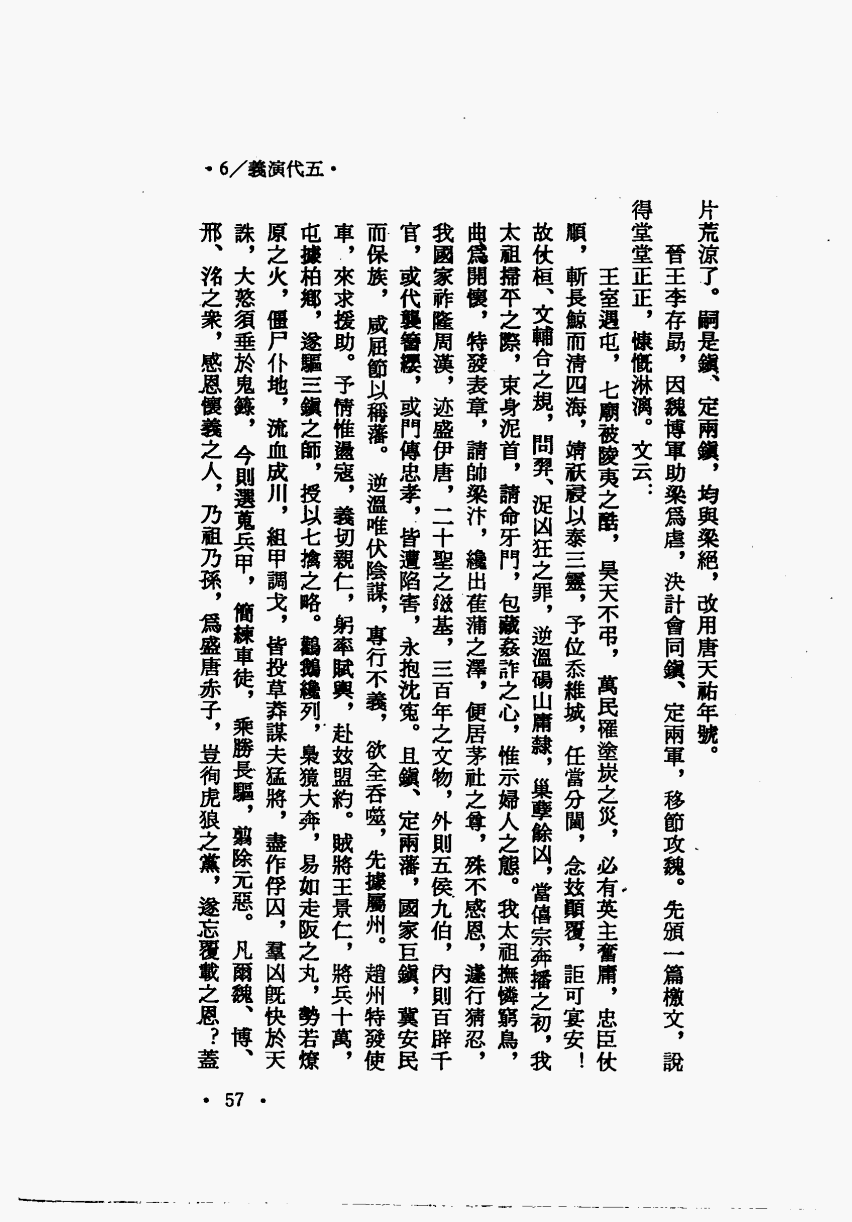 •6/義演代五•
片荒涼了。嗣是鎮、定兩鎮，均與梁絕，改用唐天祐年號。
晉王李存勗，因魏博軍助梁爲虐，決計會同鎮、定兩軍，移節攻魏。先頒一篇檄文，說
得堂堂正正，慷慨淋漓。文云：
王室遇屯，七廟被陵夷之酷，昊天不弔，萬民罹塗炭之災，必有英主奮庸，忠臣仗
順，斬長鯨而清四海，靖祅祲以泰三靈，予位忝維城，任當分閫，念茲顛覆，詎可宴安！
故仗桓、文輔合之規，問羿、浞凶狂之罪，逆溫碭山庸隸，巢孽餘凶，當僖宗奔播之初，我
太祖掃平之際，束身泥首，請命牙門，包藏姦詐之心，惟示婦人之態。我太祖撫憐窮鳥，
曲爲開懷，特發表章，請帥梁汴，纔出萑蒲之澤，便居茅社之尊，殊不感恩，遽行猜忍，
我國家祚隆周漢，迹盛伊唐，二十聖之鎡基，三百年之文物，外則五侯九伯，內則百辟千
官，或代襲簪纓，或門傳忠孝，皆遭陷害，永抱沈寃。且鎮、定兩藩，國家巨鎮，冀安民
而保族，咸屈節以稱藩。逆溫唯伏陰謀，專行不義，欲全吞噬，先據屬州。趙州特發使
車，來求援助。予情惟盪寇，義切親仁，躬率賦輿，赴茲盟約。賊將王景仁，將兵十萬，
屯據柏鄉，遂驅三鎮之師，授以七擒之略。鸛鵝纔列，梟獍大奔，易如走阪之丸，勢若燎
原之火，僵尸仆地，流血成川，組甲調戈，皆投草莽謀夫猛將，盡作俘囚，羣凶既快於天
誅，大憝須垂於鬼籙，今則選蒐兵甲，簡練車徒，乘勝長驅，翦除元惡。凡爾魏、博、
邢、洺之衆，感恩懷義之人，乃祖乃孫，爲盛唐赤子，豈徇虎狼之黨，遂忘覆載之恩？蓋
• 57 •